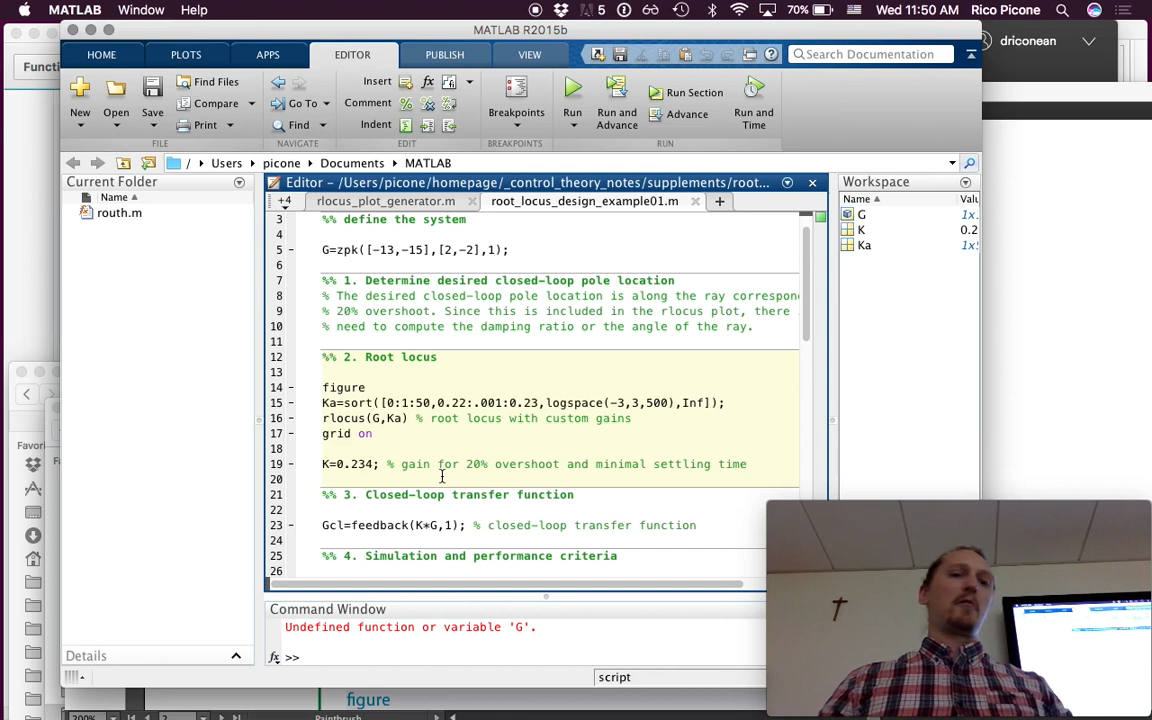 MATLAB Window Help
5
70%
Wed 11:50 AM Rico Picone
MATLAB R2015b
driconean
Functi
HOME PLOTS APPS EDITOR PUBLISH VIEW
Search Documentation
New
Open
Save
Find Files
Compare
Print
Go To
Find
Insert
Comment
Indent
Breakpoints
Run
Run and
Advance
Run Section
Advance
Run and
Time
FILE NAVIGATE EDIT BREAKPOINTS RUN
/ Users picone Documents MATLAB
Current Folder
Name
routh.m
Details
Editor – /Users/picone/homepage/_control_theory_notes/supplements/root...
+4 rlocus_plot_generator.m root_locus_design_example01.m
3 %% define the system
4
5 G=zpk([-13,-15],[2,-2],1);
6
7 %% 1. Determine desired closed-loop pole location
8 % The desired closed-loop pole location is along the ray correspon
9 % 20% overshoot. Since this is included in the rlocus plot, there
10 % need to compute the damping ratio or the angle of the ray.
11
12 %% 2. Root locus
13
14 figure
15 Ka=sort([0:1:50,0.22:.001:0.23,logspace(-3,3,500),Inf]);
16 rlocus(G,Ka) % root locus with custom gains
17 grid on
18
19 K=0.234; % gain for 20% overshoot and minimal settling time
20
21 %% 3. Closed-loop transfer function
22
23 Gcl=feedback(K*G,1); % closed-loop transfer function
24
25 %% 4. Simulation and performance criteria
26
Workspace
Name Valu
G 1x.
K 0.2
Ka
Command Window
Undefined function or variable 'G'.
fx >>
script
Favorit
figure
200%
2
Paintbrush